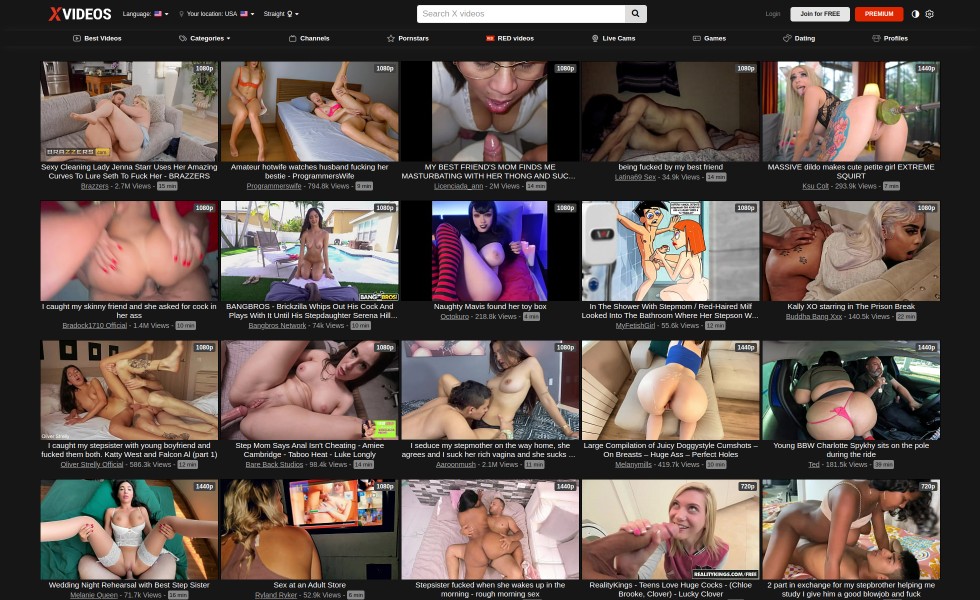 XVIDEOS
Language:
Your location: USA
Straight
Search X videos
Login
Join for FREE
PREMIUM
Best Videos
Categories
Channels
Pornstars
RED videos
Live Cams
Games
Dating
Profiles
1080p
1080p
1080p
1080p
1440p
BRAZZERS
Sexy Cleaning Lady Jenna Starr Uses Her Amazing
Curves To Lure Seth To Fuck Her - BRAZZERS
Brazzers - 2.7M Views - 15 min
Amateur hotwife watches husband fucking her
bestie - ProgrammersWife
Programmerswife - 794.8k Views - 9 min
MY BEST FRIEND'S MOM FINDS ME
MASTURBATING WITH HER THONG AND SUC...
Licenciada_ann - 2M Views - 14 min
being fucked by my best friend
Latina69 Sex - 34.9k Views - 14 min
MASSIVE dildo makes cute petite girl EXTREME
SQUIRT
Ksu Colt - 293.9k Views - 7 min
1080p
1080p
1080p
1080p
1080p
BANGBROS!
I caught my skinny friend and she asked for cock in
her ass
Bradock1710 Official - 1.4M Views - 10 min
BANGBROS - Brickzilla Whips Out His Cock And
Plays With It Until His Stepdaughter Serena Hill...
Bangbros Network - 74k Views - 10 min
Naughty Mavis found her toy box
Octokuro - 218.8k Views - 4 min
In The Shower With Stepmom / Red-Haired Milf
Looked Into The Bathroom Where Her Stepson W...
MyFetishGirl - 55.6k Views - 12 min
Kally XO starring in The Prison Break
Buddha Bang Xxx - 140.5k Views - 22 min
1080p
1080p
1080p
1440p
1440p
I caught my stepsister with young boyfriend and
fucked them both. Katty West and Falcon Al (part 1)
Oliver Strelly Official - 586.3k Views - 12 min
Step Mom Says Anal Isn't Cheating - Amiee
Cambridge - Taboo Heat - Luke Longly
Bare Back Studios - 98.4k Views - 14 min
I seduce my stepmother on the way home, she
agrees and I suck her rich vagina and she sucks ...
Aaroonmush - 2.1M Views - 11 min
Large Compilation of Juicy Doggystyle Cumshots –
On Breasts – Huge Ass – Perfect Holes
Melanymills - 419.7k Views - 10 min
Young BBW Charlotte Spykhy sits on the pole
during the ride
Ted - 181.5k Views - 39 min
1440p
1080p
1440p
720p
720p
REALITYKINGS.COM/FREE
Wedding Night Rehearsal with Best Step Sister
Melanie Queen - 71.7k Views - 16 min
Sex at an Adult Store
Ryland Ryker - 52.9k Views - 6 min
Stepsister fucked when she wakes up in the
morning - rough morning sex
RealityKings - Teens Love Huge Cocks - (Chloe
Brooke, Clover) - Lucky Clover
2 part in exchange for my stepbrother helping me
study I give him a good blowjob and fuck